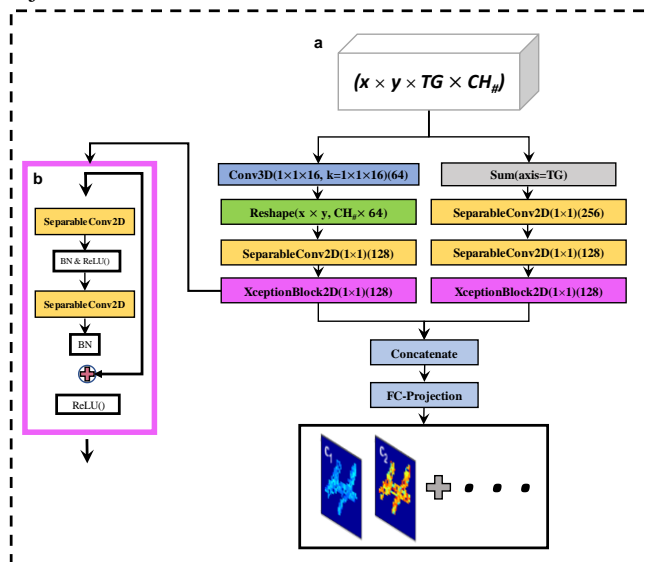 a
(x × y × TG × CH#)
Conv3D(1×1×16, k=1×1×16)(64)
Sum(axis=TG)
Reshape(x × y, CH#× 64)
SeparableConv2D(1×1)(256)
SeparableConv2D(1×1)(128)
SeparableConv2D(1×1)(128)
XceptionBlock2D(1×1)(128)
XceptionBlock2D(1×1)(128)
Concatenate
FC-Projection
C1
C2
b
SeparableConv2D
BN & ReLU()
SeparableConv2D
BN
ReLU()